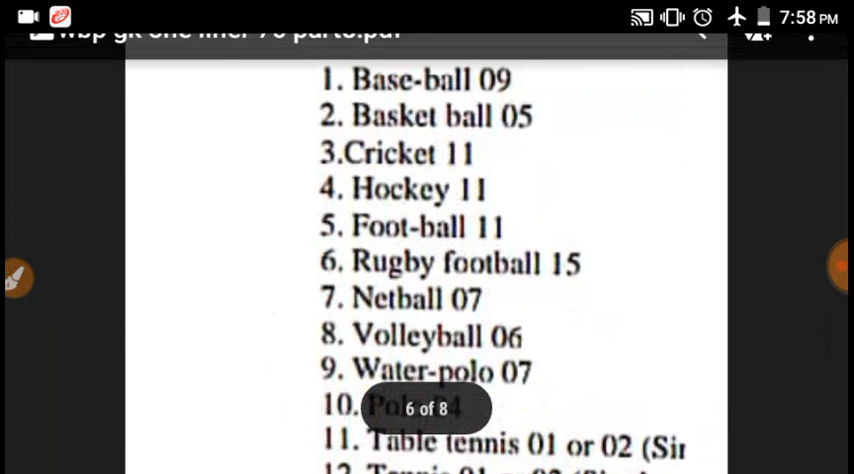 7:58 PM
1. Base-ball 09
2. Basket ball 05
3.Cricket 11
4. Hockey 11
5. Foot-ball 11
6. Rugby football 15
7. Netball 07
8. Volleyball 06
9. Water-polo 07
10.
6 of 8
11. Table tennis 01 or 02